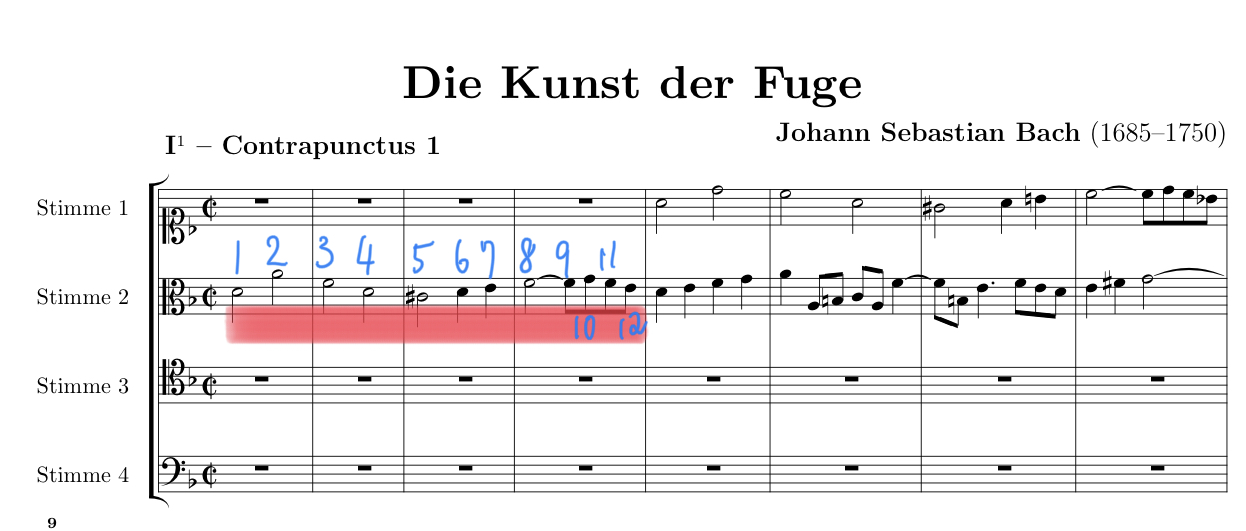 Die Kunst der Fuge
Johann Sebastian Bach (1685–1750)
I¹ – Contrapunctus 1
Stimme 1
1 2 3 4 5 6 7 8 9 11
Stimme 2
10 12
Stimme 3
Stimme 4
9